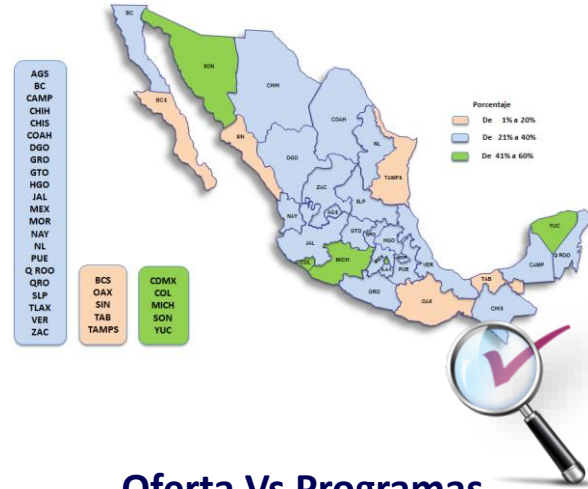 AGS
BC
CAMP
CHIH
CHIS
COAH
DGO
GRO
GTO
HGO
JAL
MEX
MOR
NAY
NL
PUE
Q ROO
QRO
SLP
TLAX
VER
ZAC
BCS
OAX
SIN
TAB
TAMPS
CDMX
COL
MICH
SON
YUC
Porcentaje
De 1% a 20%
De 21% a 40%
De 41% a 60%
BC
SON
CHIH
BCS
COAH
SIN
NL
DGO
TAMPS
ZAC
SLP
NAY
AGS
YUC
JAL
GTO
HGO
Q ROO
CAMP
COL
MICH
PUE
VER
TAB
GRO
OAX
CHIS
Oferta Vs Programas